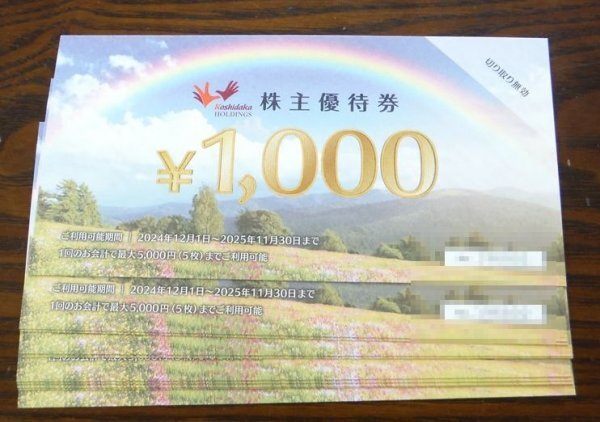 切り取り無効
Koshidaka
HOLDINGS
株主優待券
¥1,000
ご利用可能期間 | 2024年12月1日～2025年11月30日まで
1回のお会計で最大5,000円(5枚)までご利用可能
ご利用可能期間 | 2024年12月1日～2025年11月30日まで
1回のお会計で最大5,000円(5枚)までご利用可能